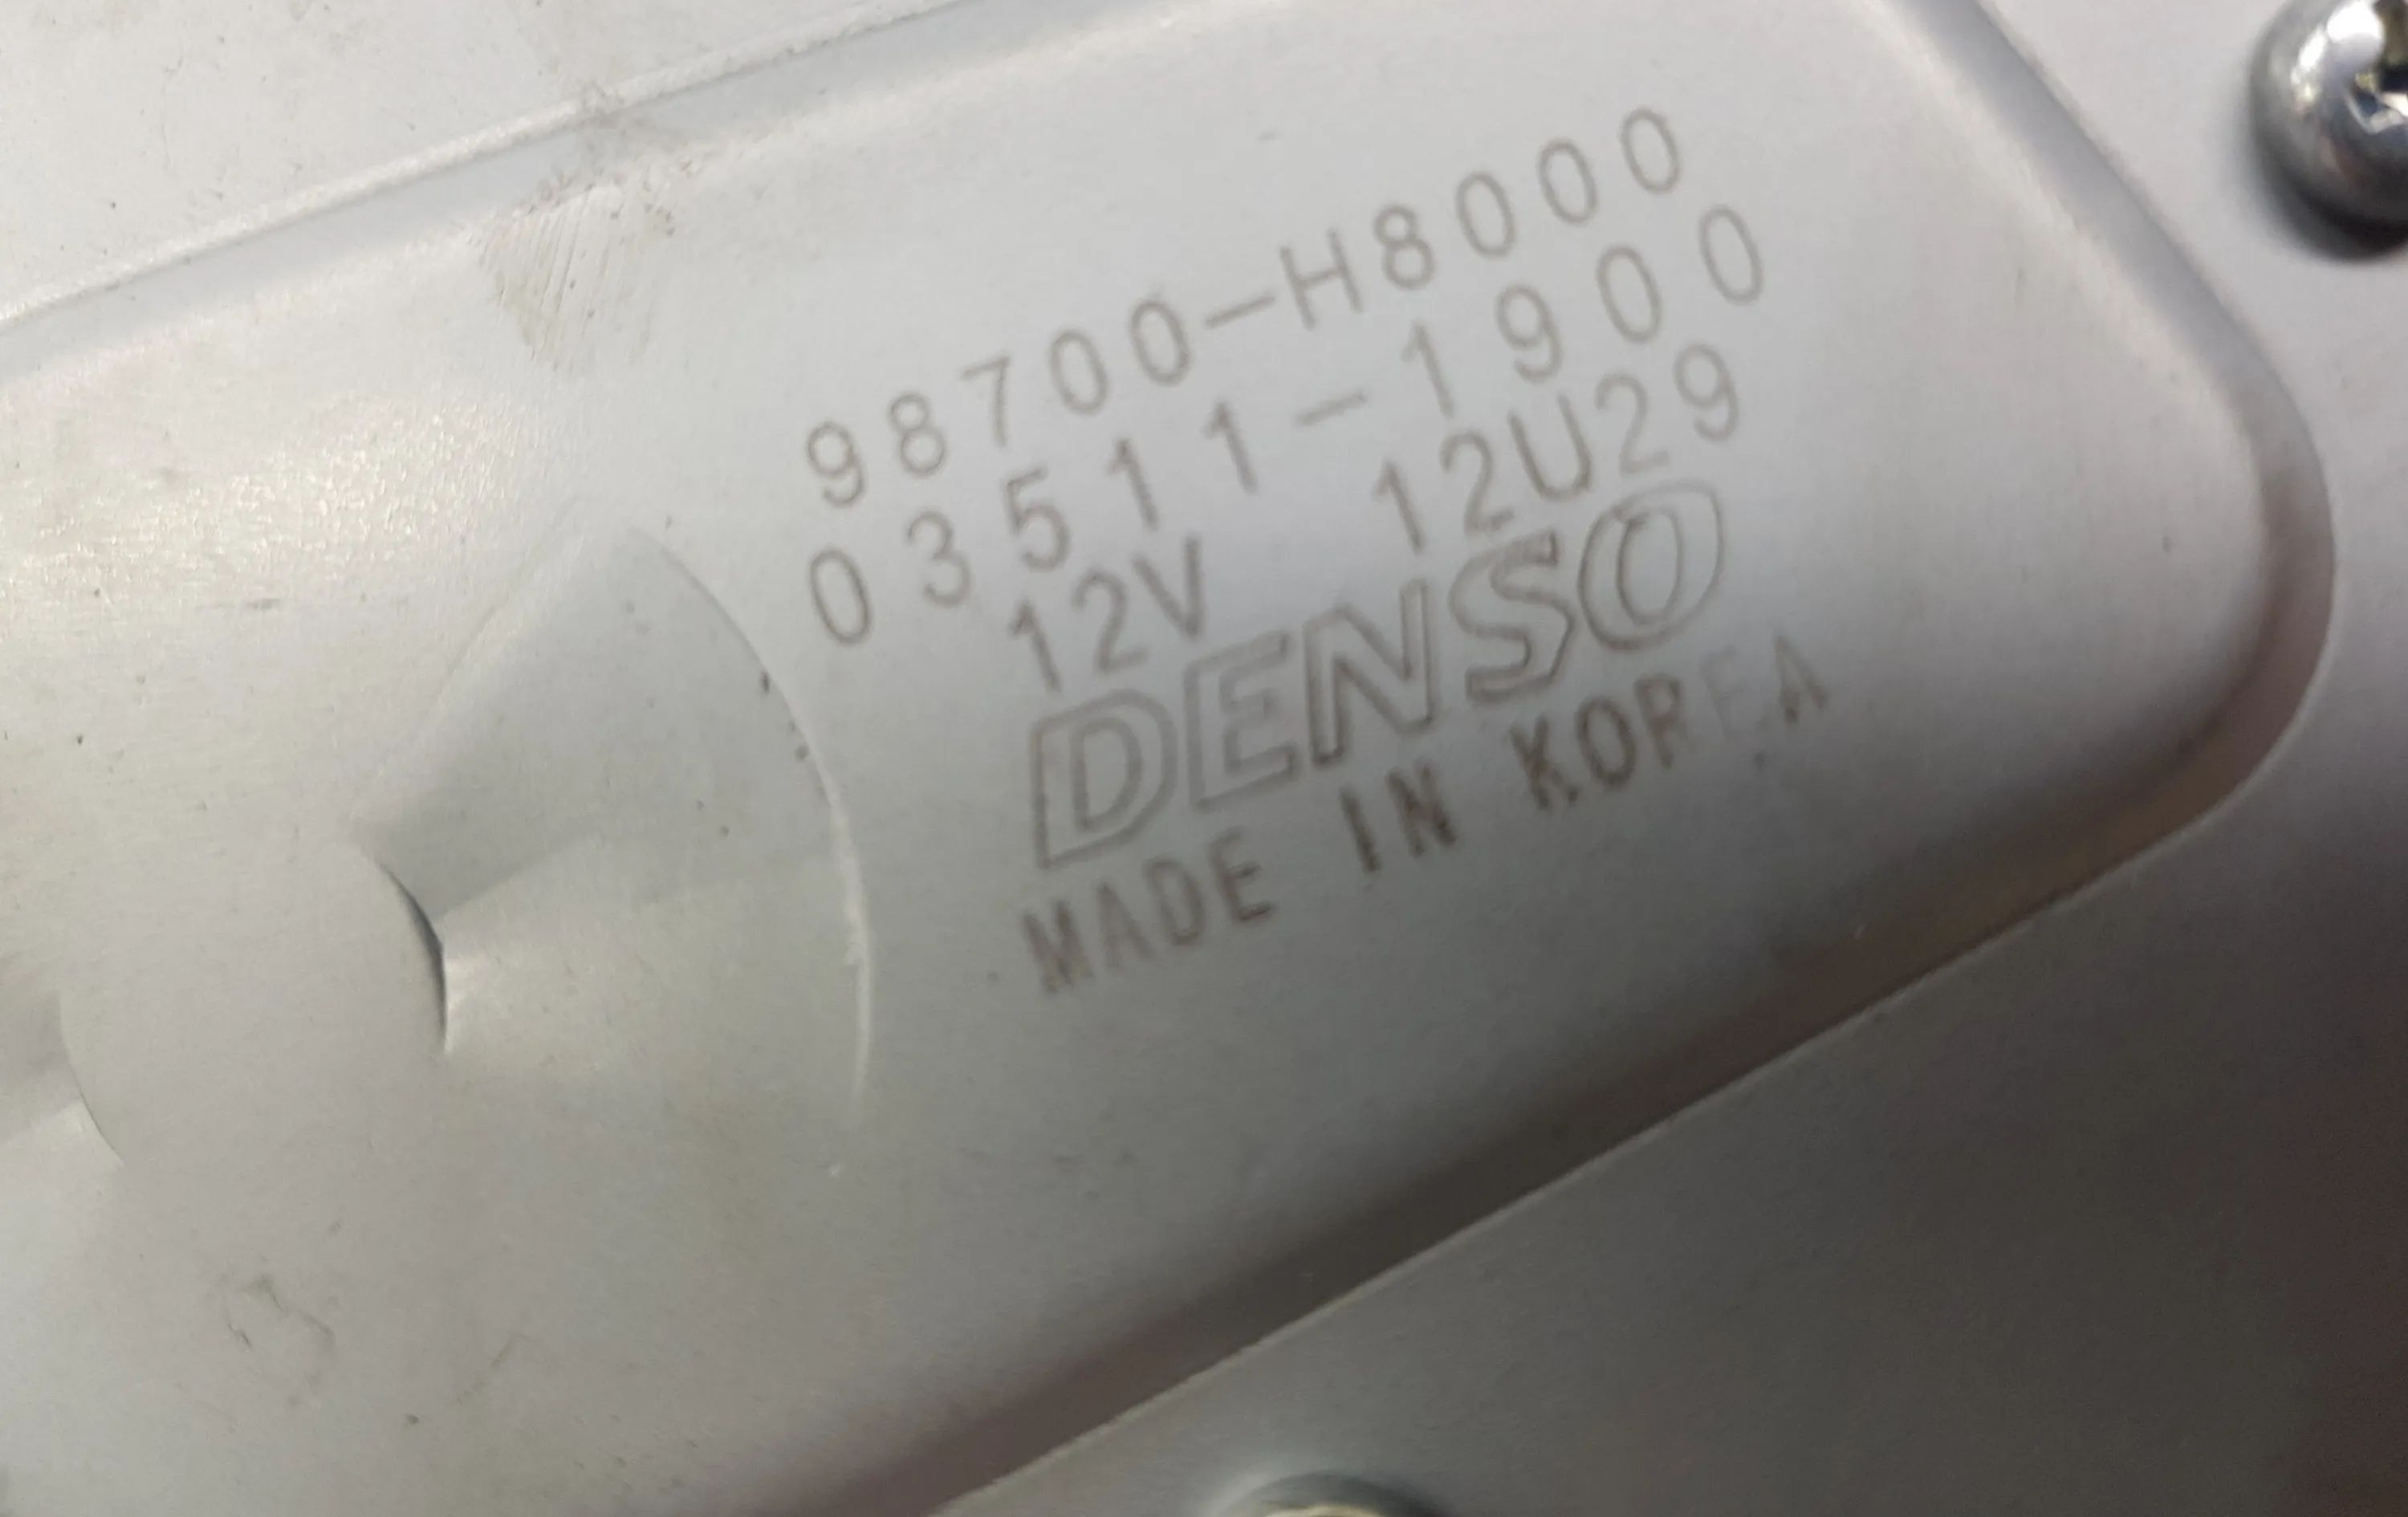 98700-H8000
03511-1900
12V 12U29
DENSO
MADE IN KOREA